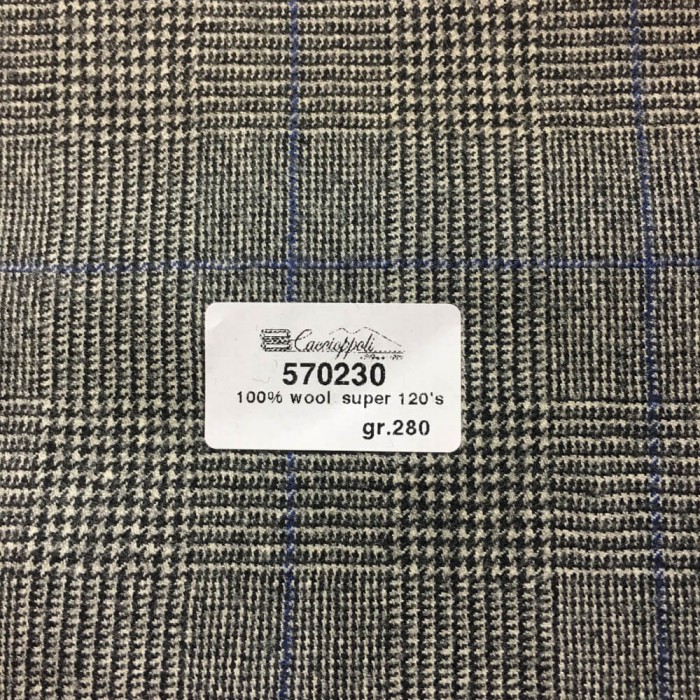 Caccioppoli
570230
100% wool super 120's
gr.280